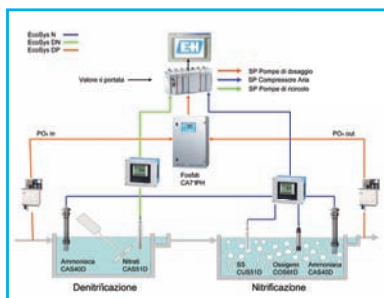 EcoSys N
EcoSys DN
EcoSys DP
E+H
Valore di portata
SP Pompe di dosaggio
SP Compressore Aria
SP Pompe di ricircolo
PO₄ in
PO₄ out
Fosfati
CA71PH
Ammoniaca
CAS40D
Nitrati
CAS51D
SS
CUS51D
Ossigeno
COS61D
Ammoniaca
CAS40D
Denitrificazione
Nitrificazione